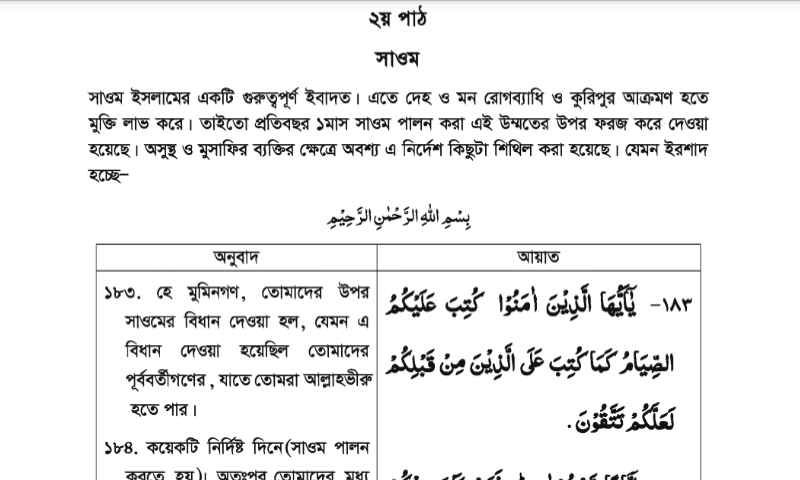 ২য় পাঠ
সাওম
সাওম ইসলামের একটি গুরুত্বপূর্ণ ইবাদত। এতে দেহ ও মন রোগব্যাধি ও কুরিপুর আক্রমণ হতে
মুক্তি লাভ করে। তাইতো প্রতিবছর ১মাস সাওম পালন করা এই উম্মতের উপর ফরজ করে দেওয়া
হয়েছে। অসুস্থ ও মুসাফির ব্যক্তির ক্ষেত্রে অবশ্য এ নির্দেশ কিছুটা শিথিল করা হয়েছে। যেমন ইরশাদ
হচ্ছে–
بِسْمِ اللهِ الرَّحْمٰنِ الرَّحِيْمِ
অনুবাদ
আয়াত
১৮৩. হে মুমিনগণ, তোমাদের উপর
সাওমের বিধান দেওয়া হল, যেমন এ
বিধান দেওয়া হয়েছিল তোমাদের
পূর্ববর্তীগণের, যাতে তোমরা আল্লাহভীরু
হতে পার।
১৮৪. কয়েকটি নির্দিষ্ট দিনে(সাওম পালন
করতে হয়)। অতঃপর তোমাদের মধ্য
١٨٣- يٰٓأَيُّهَا الَّذِيْنَ اٰمَنُوْا كُتِبَ عَلَيْكُمُ
الصِّيَامُ كَمَا كُتِبَ عَلَى الَّذِيْنَ مِنْ قَبْلِكُمْ
لَعَلَّكُمْ تَتَّقُوْنَ.